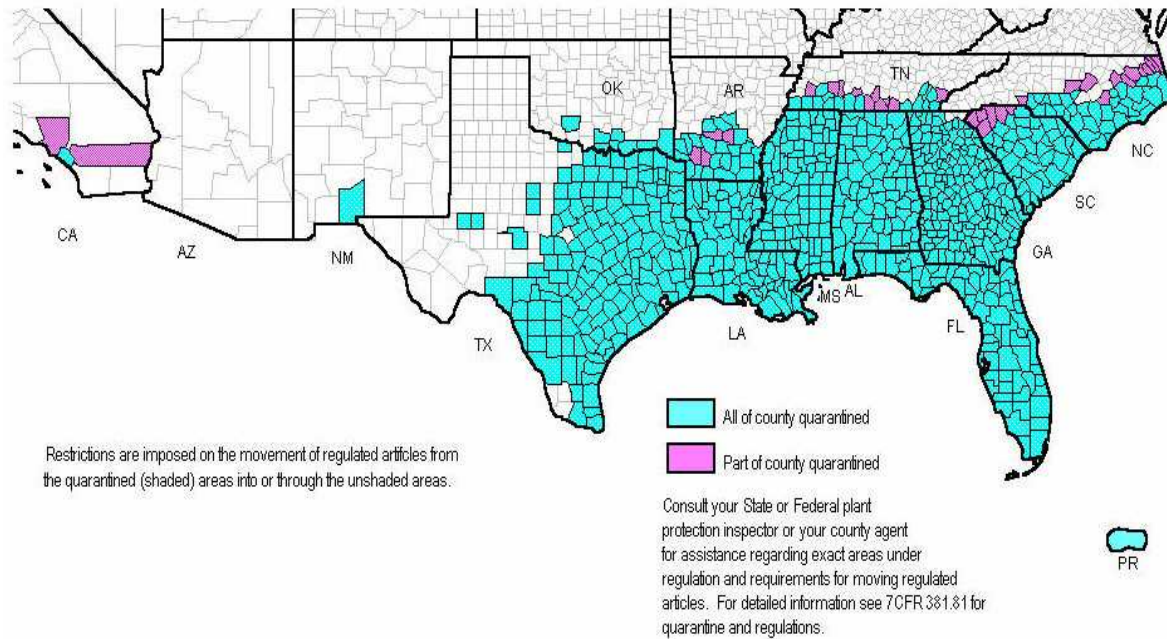 OK
AR
TN
NC
SC
CA
AZ
NM
GA
MS
AL
TX
LA
FL
All of county quarantined
Part of county quarantined
Restrictions are imposed on the movement of regulated artifcles from
the quarantined (shaded) areas into or through the unshaded areas.
Consult your State or Federal plant
protection inspector or your county agent
for assistance regarding exact areas under
regulation and requirements for moving regulated
articles. For detailed information see 7CFR 381.81 for
quarantine and regulations.
PR